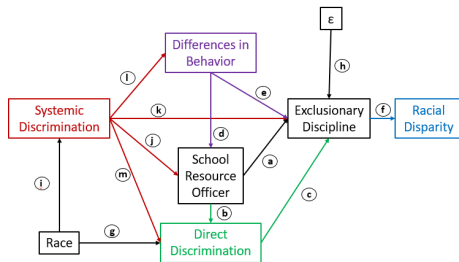 ε
Differences in
Behavior
h
l
e
Systemic
Discrimination
k
Exclusionary
Discipline
f
Racial
Disparity
j
d
a
School
Resource
Officer
m
i
c
b
g
Race
Direct
Discrimination